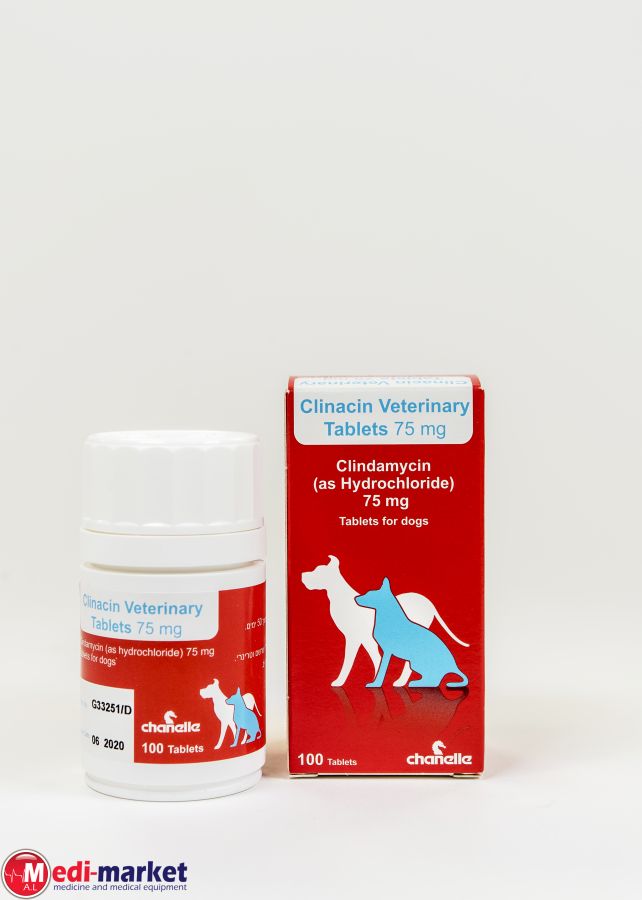 Clinacin Veterinary
Clinacin Veterinary
Tablets 75 mg
Clindamycin
(as Hydrochloride)
75 mg
Tablets for dogs
100 Tablets
chanelle
Clinacin Veterinary
Tablets 75 mg
(as hydrochloride) 75 mg
for dogs
G33251/D
06 2020
chanelle
100 Tablets
Medi-market
A.L
medicine and medical equipment